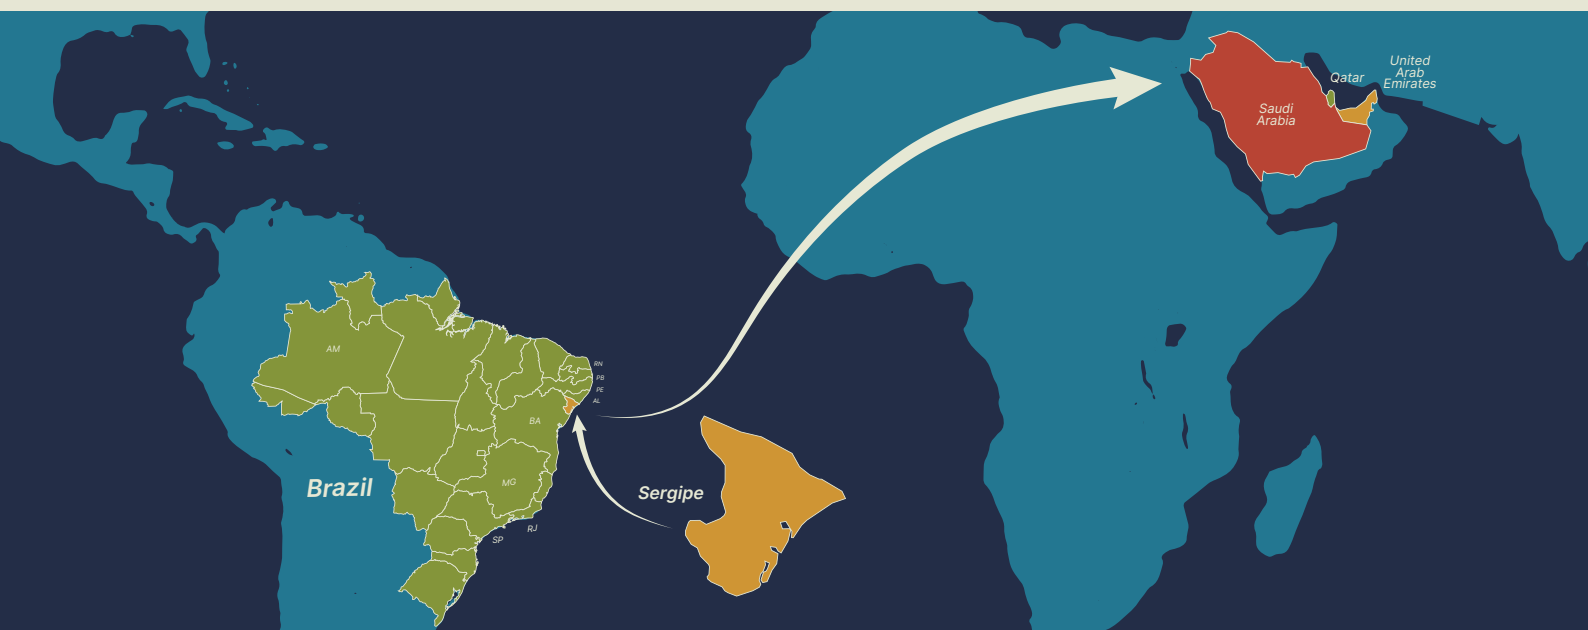 United
Arab
Emirates
Qatar
Saudi
Arabia
AM
RN
PB
PE
AL
BA
MG
Brazil
Sergipe
RJ
SP